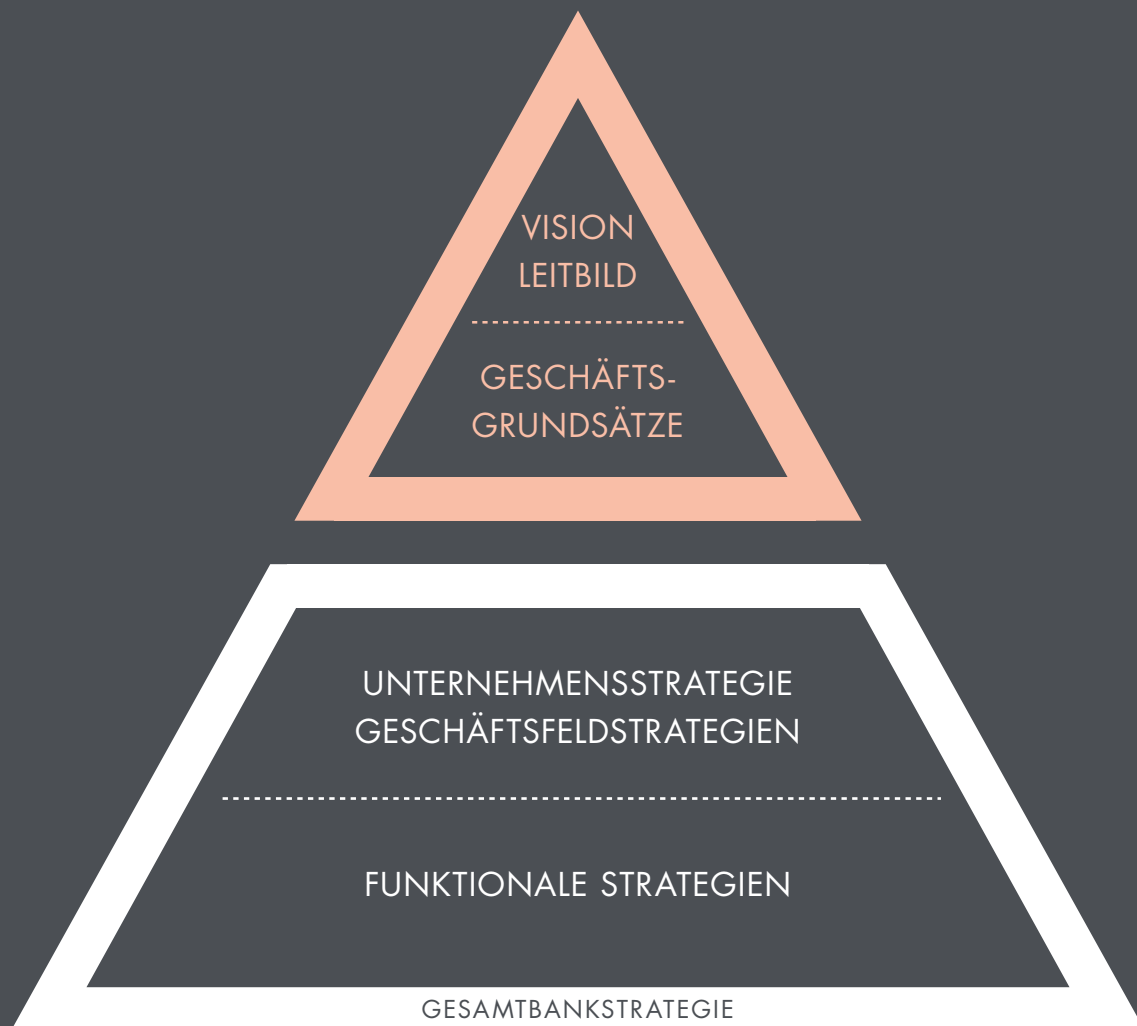 VISION
LEITBILD
GESCHÄFTS-
GRUNDSÄTZE
UNTERNEHMENSSTRATEGIE
GESCHÄFTSFELDSTRATEGIEN
FUNKTIONALE STRATEGIEN
GESAMTBANKSTRATEGIE